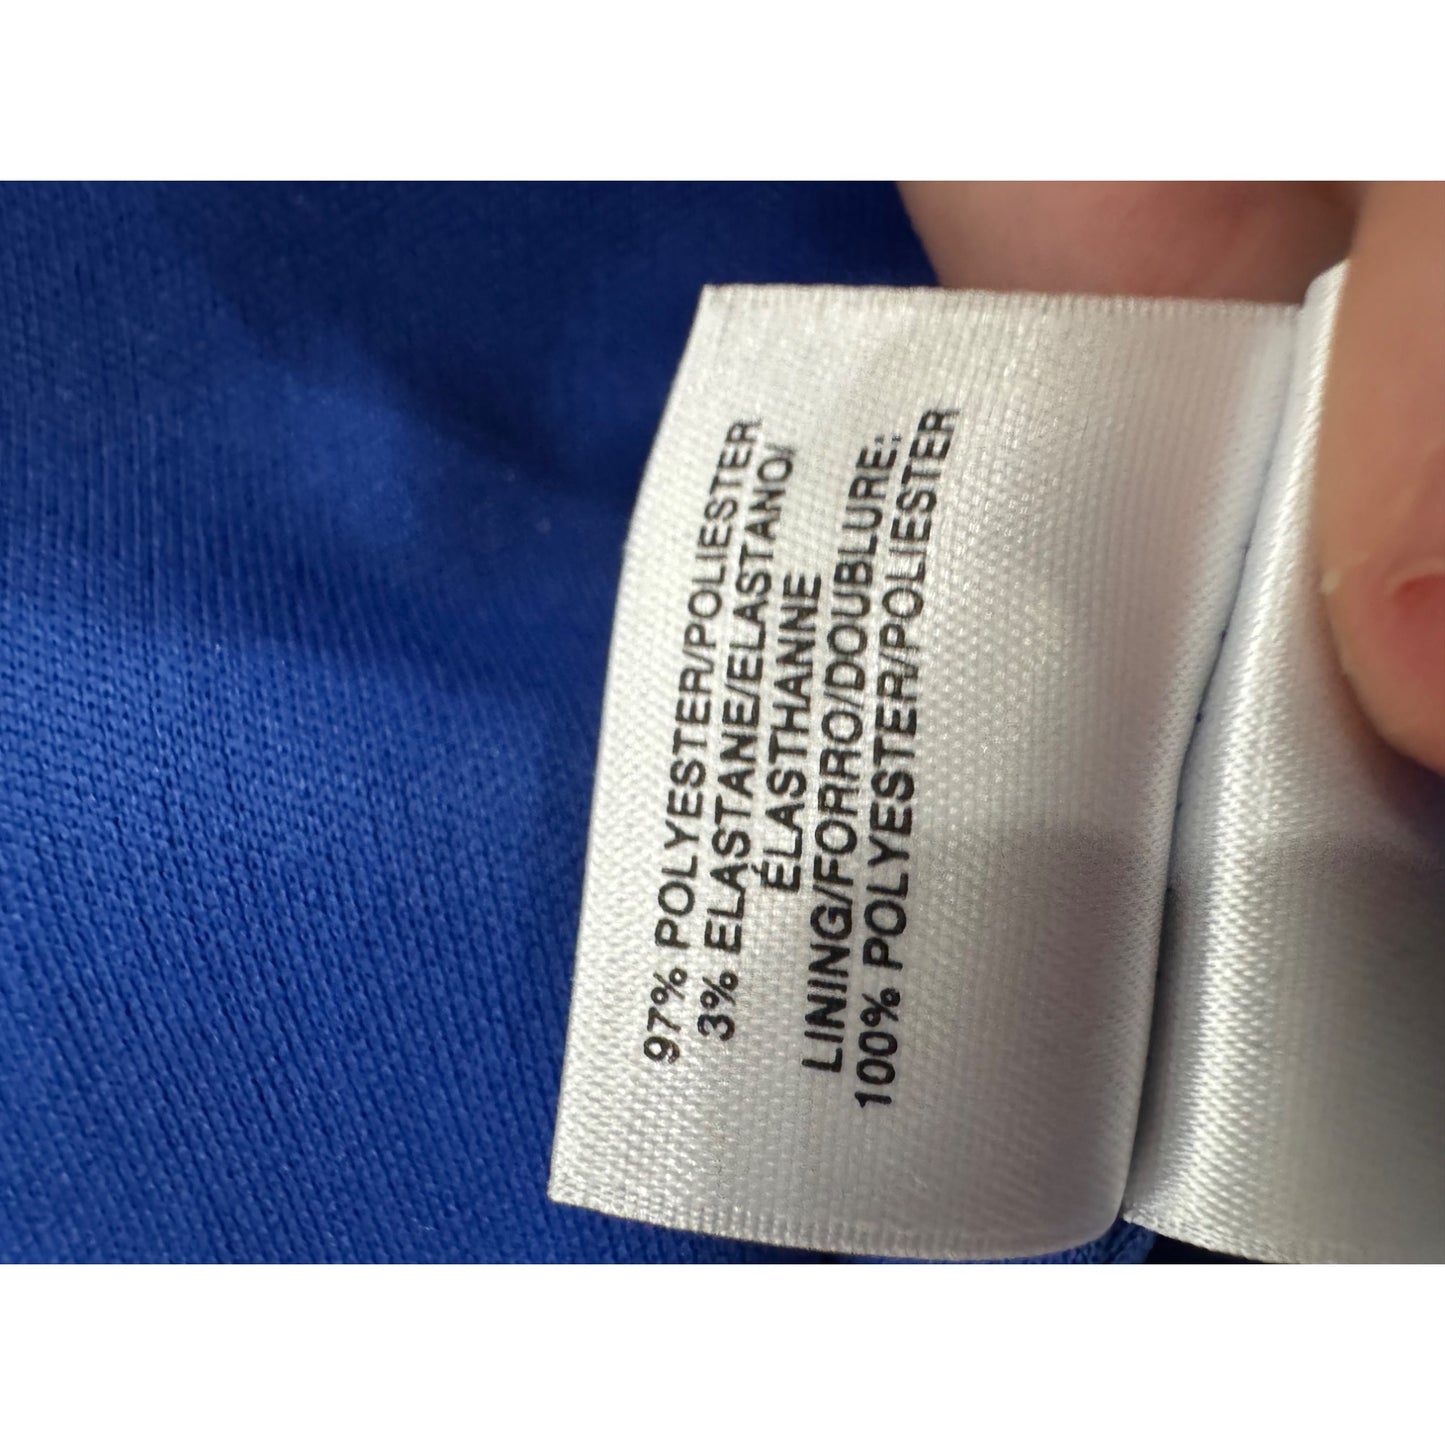 97% POLYESTER/POLIESTER
3% ELASTANE/ELASTANO/
ÉLASTHANNE
LINING/FORRO/DOUBLURE:
100% POLYESTER/POLIESTER